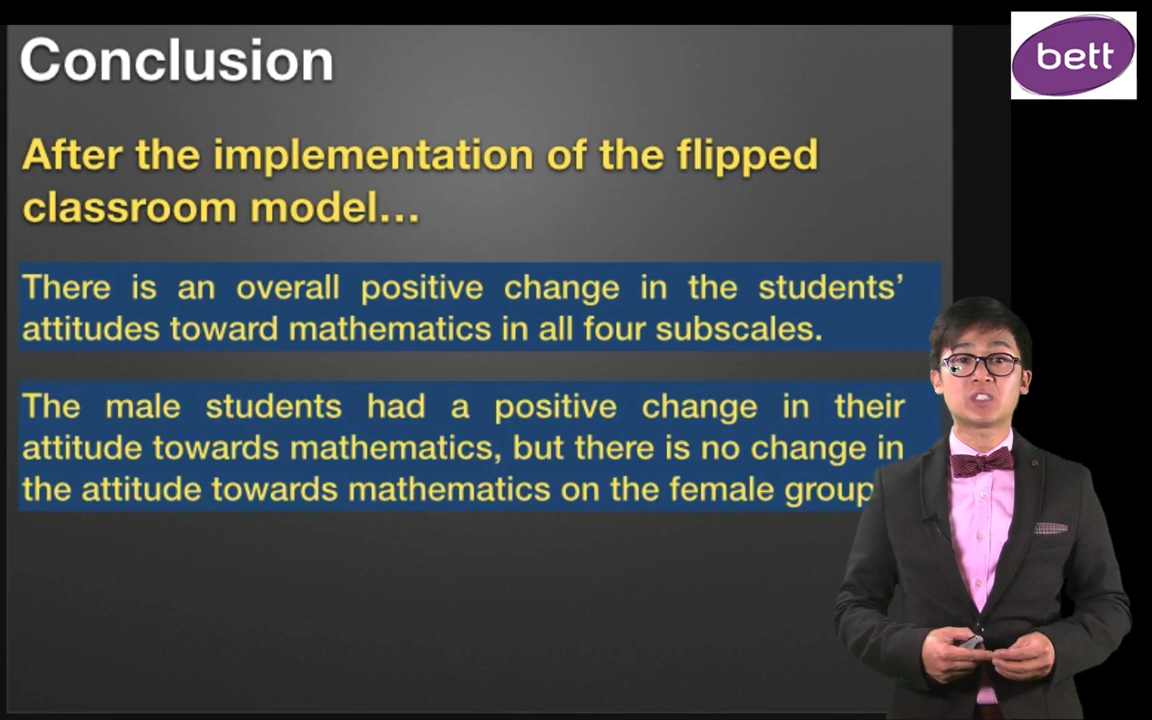 Conclusion
bett
After the implementation of the flipped
classroom model...
There is an overall positive change in the students’
attitudes toward mathematics in all four subscales.
The male students had a positive change in their
attitude towards mathematics, but there is no change in
the attitude towards mathematics on the female group